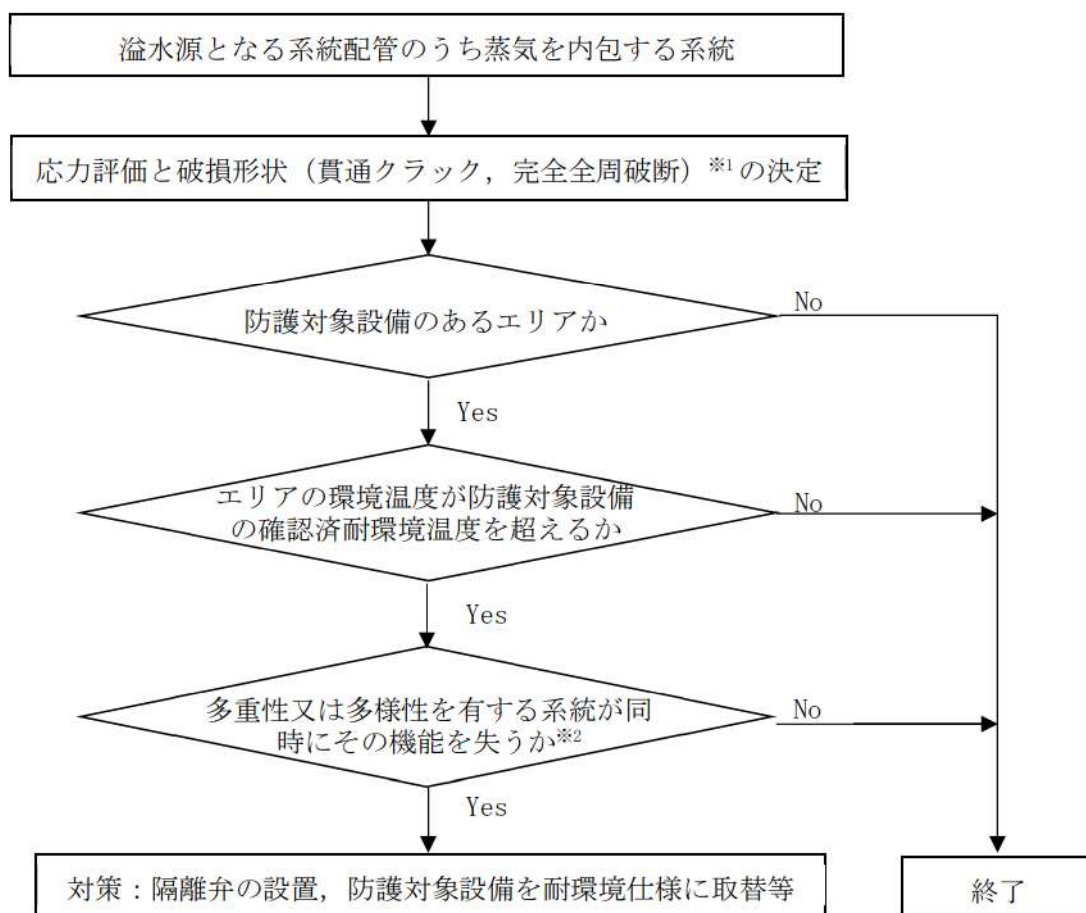 溢水源となる系統配管のうち蒸気を内包する系統
応力評価と破損形状（貫通クラック，完全全周破断）※1の決定
防護対象設備のあるエリアか
No
Yes
エリアの環境温度が防護対象設備
の確認済耐環境温度を超えるか
No
Yes
多重性又は多様性を有する系統が同
時にその機能を失うか※2
No
Yes
対策：隔離弁の設置，防護対象設備を耐環境仕様に取替等
終了